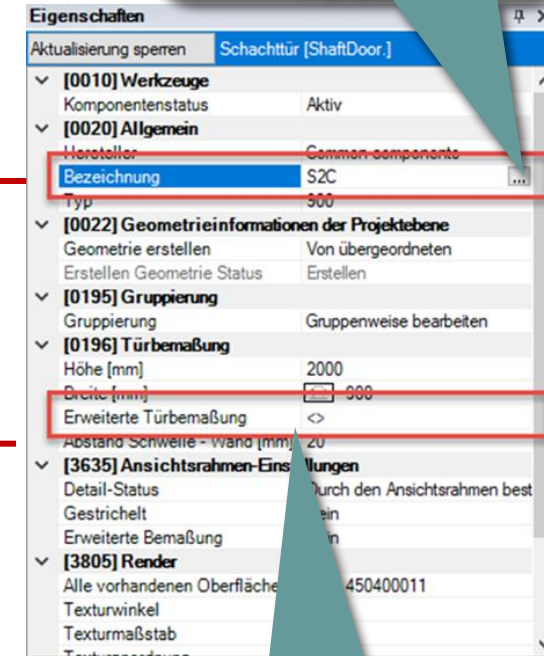 Eigenschaften
Aktualisierung sperren Schachttür [ShaftDoor.]
[0010] Werkzeuge
Komponentenstatus Aktiv
[0020] Allgemein
Hersteller Common components
Bezeichnung S2C ...
Typ 900
[0022] Geometrieinformationen der Projektebene
Geometrie erstellen Von übergeordneten
Erstellen Geometrie Status Erstellen
[0195] Gruppierung
Gruppierung Gruppenweise bearbeiten
[0196] Türbemaßung
Höhe [mm] 2000
Breite [mm] 900
Erweiterte Türbemaßung <>
Abstand Schwelle - Wand [mm] 20
[3635] Ansichtsrahmen-Eins lungen
Detail-Status Durch den Ansichtsrahmen best
Gestrichelt ein
Erweiterte Bemaßung
[3805] Render
Alle vorhandenen Oberfläche 450400011
Texturwinkel
Texturmaßstab